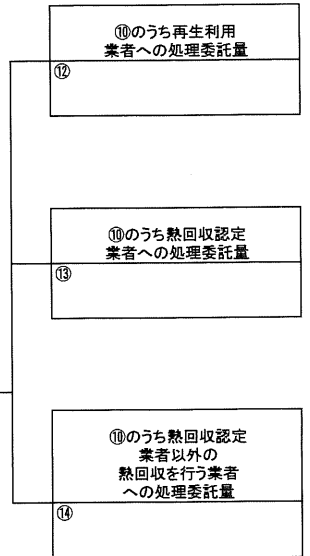 ⑩のうち再生利用
業者への処理委託量
⑫
⑩のうち熱回収認定
業者への処理委託量
⑬
⑩のうち熱回収認定
業者以外の
熱回収を行う業者
への処理委託量
⑭